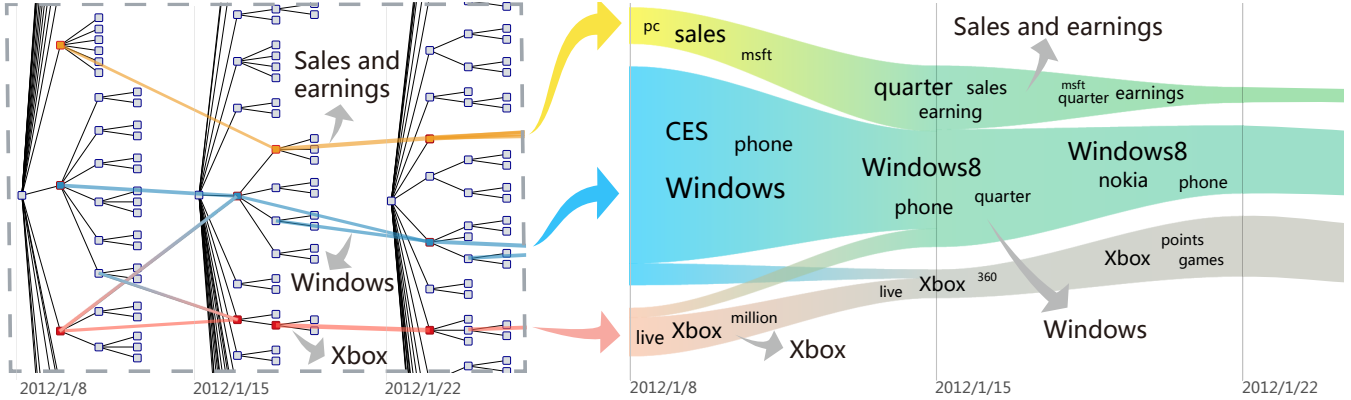 Sales and
earnings
Windows
Xbox
2012/1/8
2012/1/15
2012/1/22
pc
sales
msft
Sales and earnings
quarter
sales
earning
msft
quarter
earnings
CES
phone
Windows
Windows8
phone
quarter
Windows8
nokia
phone
Windows
live
Xbox
million
Xbox
live
Xbox
360
Xbox
points
games
2012/1/8
2012/1/15
2012/1/22